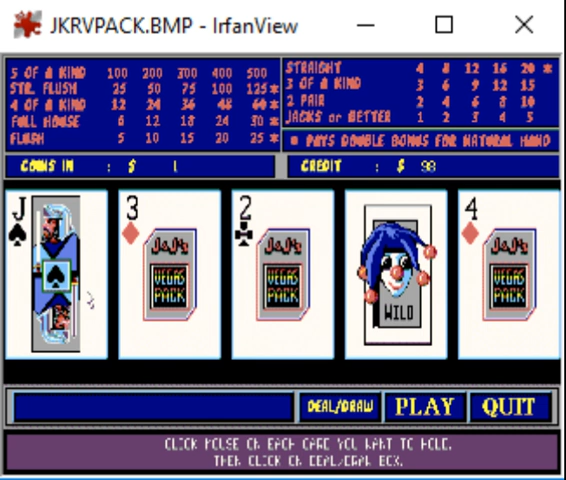 JKRVPACK.BMP - IrfanView
5 OF A KIND 100 200 300 400 500
STR. FLUSH 25 50 75 100 125 *
4 OF A KIND 12 24 36 48 60 *
FULL HOUSE 6 12 18 24 30 *
FLUSH 5 10 15 20 25 *
STRAIGHT 4 8 12 16 20 *
3 OF A KIND 3 6 9 12 15
2 PAIR 2 4 6 8 10
JACKS or BETTER 1 2 3 4 5
* PAYS DOUBLE BONUS FOR NATURAL HAND
COINS IN : $ 1
CREDIT : $ 98
J
3
J&J's
VEGAS
PACK
2
J&J's
VEGAS
PACK
WILD
4
J&J's
VEGAS
PACK
DEAL/DRAW
PLAY
QUIT
CLICK MOUSE ON EACH CARD YOU WANT TO HOLD.
THEN CLICK ON DEAL/DRAW BOX.